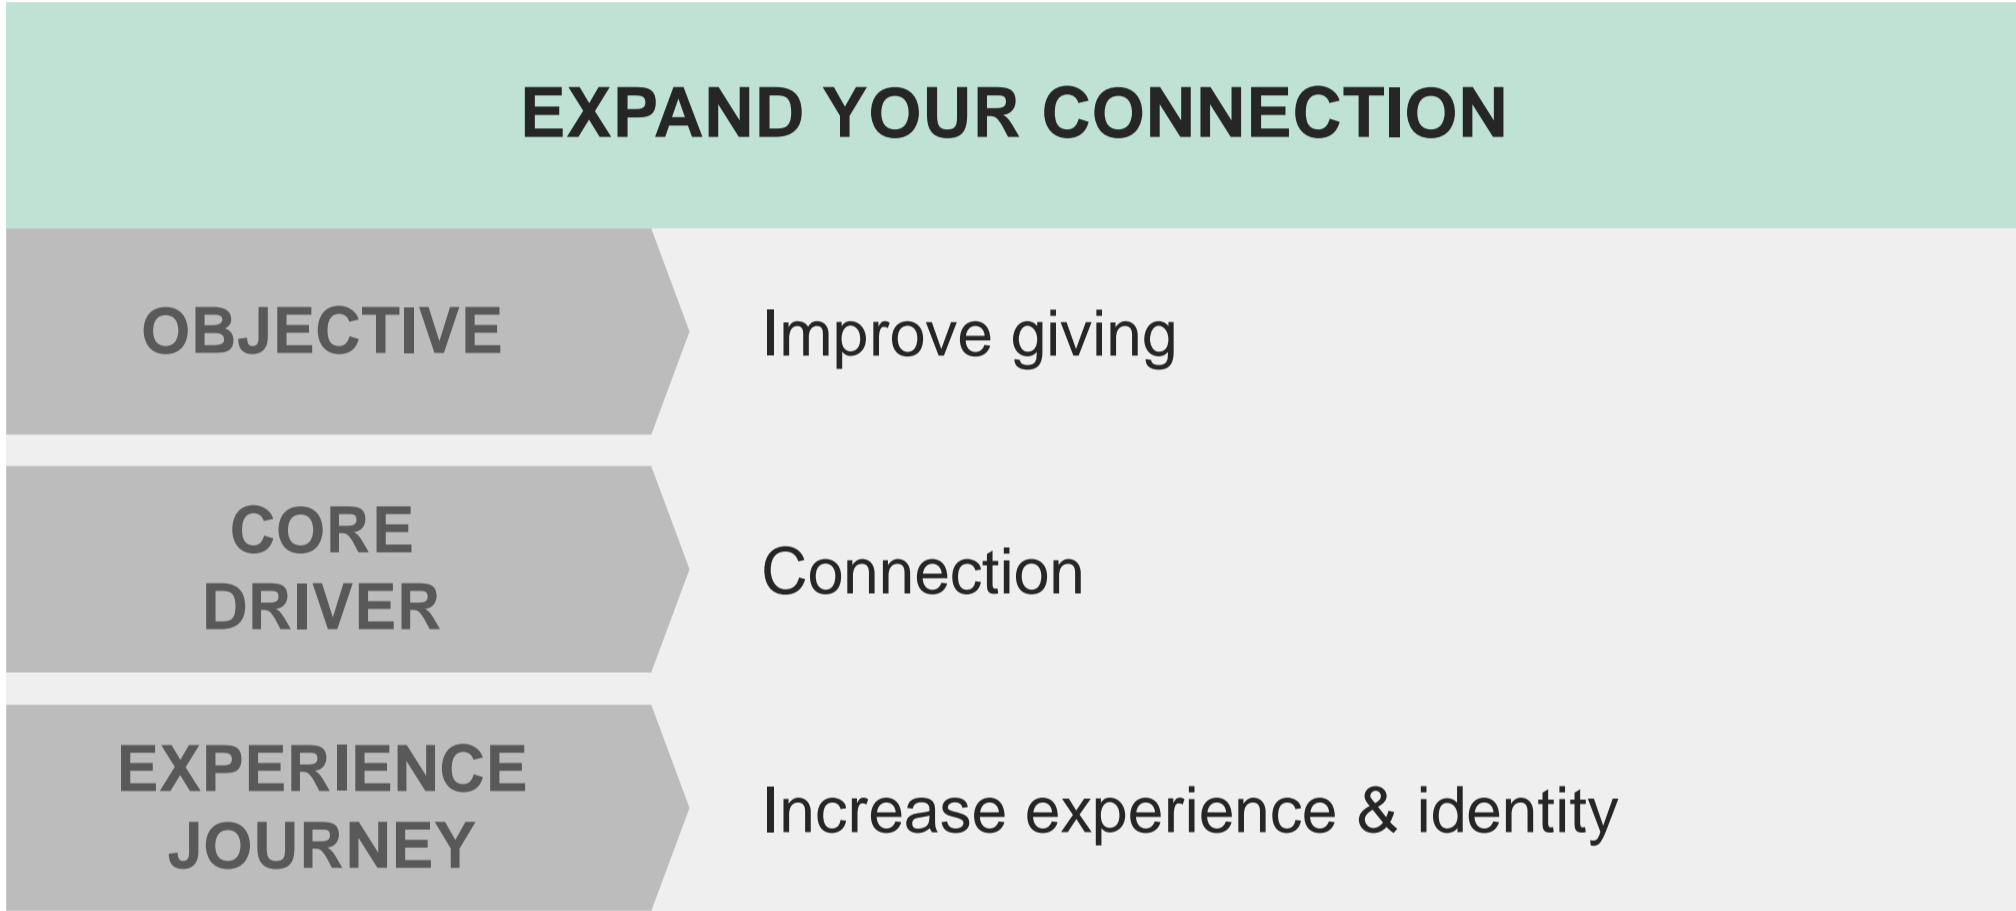 EXPAND YOUR CONNECTION
OBJECTIVE
Improve giving
CORE
DRIVER
Connection
EXPERIENCE
JOURNEY
Increase experience & identity